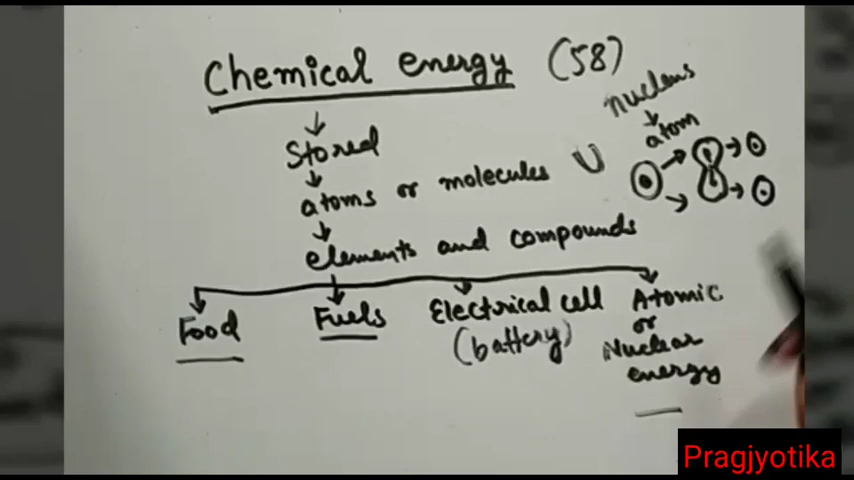 Chemical energy (58)
nucleus
atom
Stored
atoms or molecules U
elements and compounds
Food
Fuels
Electrical cell
(battery)
Atomic
or
Nuclear
energy
Pragjyotika